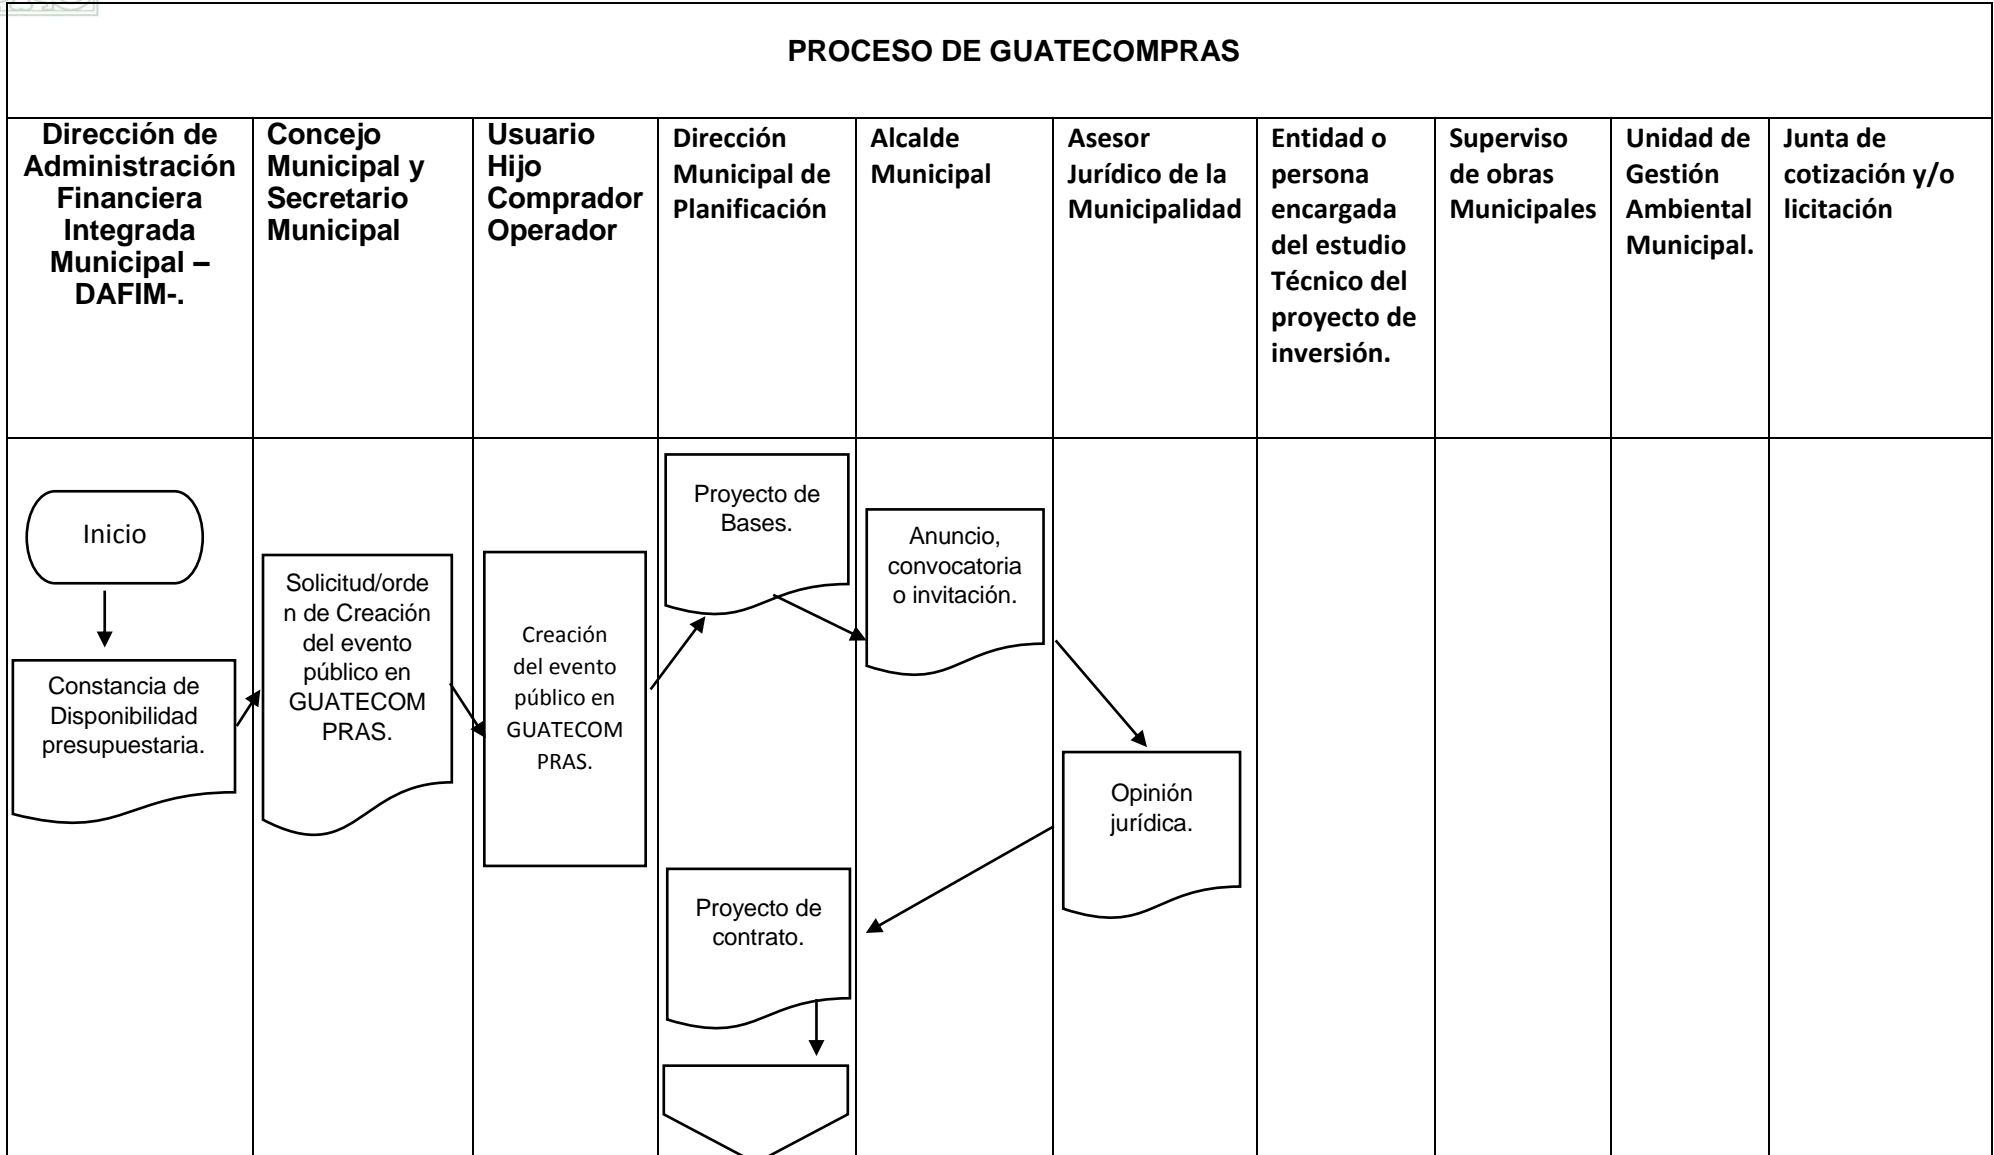 PROCESO DE GUATECOMPRAS
Dirección de
Administración
Financiera
Integrada
Municipal –
DAFIM-.
Concejo
Municipal y
Secretario
Municipal
Usuario
Hijo
Comprador
Operador
Dirección
Municipal de
Planificación
Alcalde
Municipal
Asesor
Jurídico de la
Municipalidad
Entidad o
persona
encargada
del estudio
Técnico del
proyecto de
inversión.
Superviso
de obras
Municipales
Unidad de
Gestión
Ambiental
Municipal.
Junta de
cotización y/o
licitación
Inicio
Constancia de
Disponibilidad
presupuestaria.
Solicitud/orde
n de Creación
del evento
público en
GUATECOM
PRAS.
Creación
del evento
público en
GUATECOM
PRAS.
Proyecto de
Bases.
Anuncio,
convocatoria
o invitación.
Opinión
jurídica.
Proyecto de
contrato.